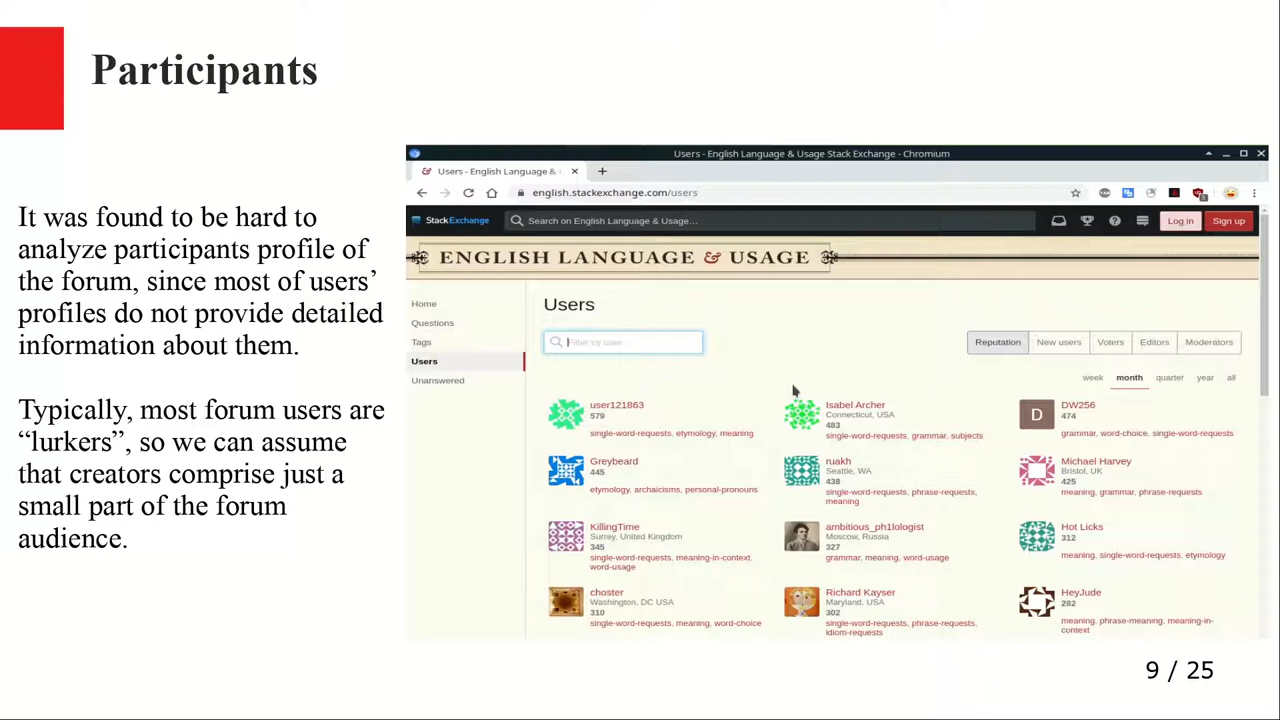 Participants
It was found to be hard to
analyze participants profile of
the forum, since most of users’
profiles do not provide detailed
information about them.
Typically, most forum users are
“lurkers”, so we can assume
that creators comprise just a
small part of the forum
audience.
Users - English Language & Usage Stack Exchange - Chromium
Users - English Language &
english.stackexchange.com/users
StackExchange
Search on English Language & Usage...
Log in
Sign up
ENGLISH LANGUAGE & USAGE
Home
Questions
Tags
Users
Unanswered
Users
Filter by user
Reputation New users Voters Editors Moderators
week month quarter year all
user121863
579
single-word-requests, etymology, meaning
Isabel Archer
Connecticut, USA
483
single-word-requests, grammar, subjects
D
DW256
474
grammar, word-choice, single-word-requests
Greybeard
445
etymology, archaicisms, personal-pronouns
ruakh
Seattle, WA
438
single-word-requests, phrase-requests,
meaning
Michael Harvey
Bristol, UK
425
meaning, grammar, phrase-requests
KillingTime
Surrey, United Kingdom
345
single-word-requests, meaning-in-context,
word-usage
ambitious_ph1lologist
Moscow, Russia
327
grammar, meaning, word-usage
Hot Licks
312
meaning, single-word-requests, etymology
choster
Washington, DC USA
310
single-word-requests, meaning, word-choice
Richard Kayser
Maryland, USA
302
single-word-requests, phrase-requests,
idiom-requests
HeyJude
282
meaning, phrase-meaning, meaning-in-
context
9 / 25